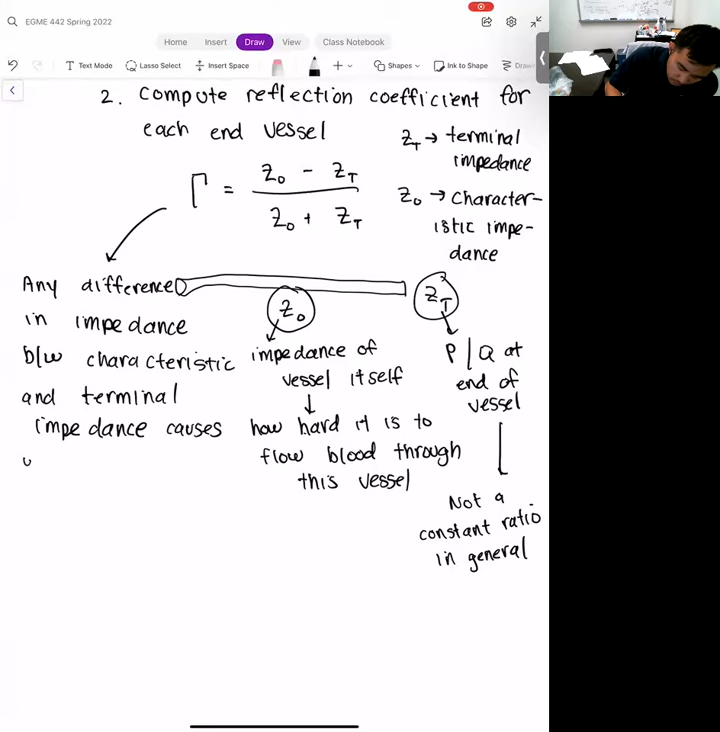 EGME 442 Spring 2022
Home Insert Draw View Class Notebook
Text Mode Lasso Select Insert Space Shapes Ink to Shape Draw
2. Compute reflection coefficient for
each end vessel
Z_T → terminal
impedance
Γ = (Z_0 - Z_T) / (Z_0 + Z_T)
Z_0 → Character-
istic impe-
dance
Any difference
in impedance
b/w characteristic
and terminal
impedance causes
Z_0
impedance of
vessel itself
how hard it is to
flow blood through
this vessel
Z_T
P/Q at
end of
vessel
Not a
constant ratio
in general